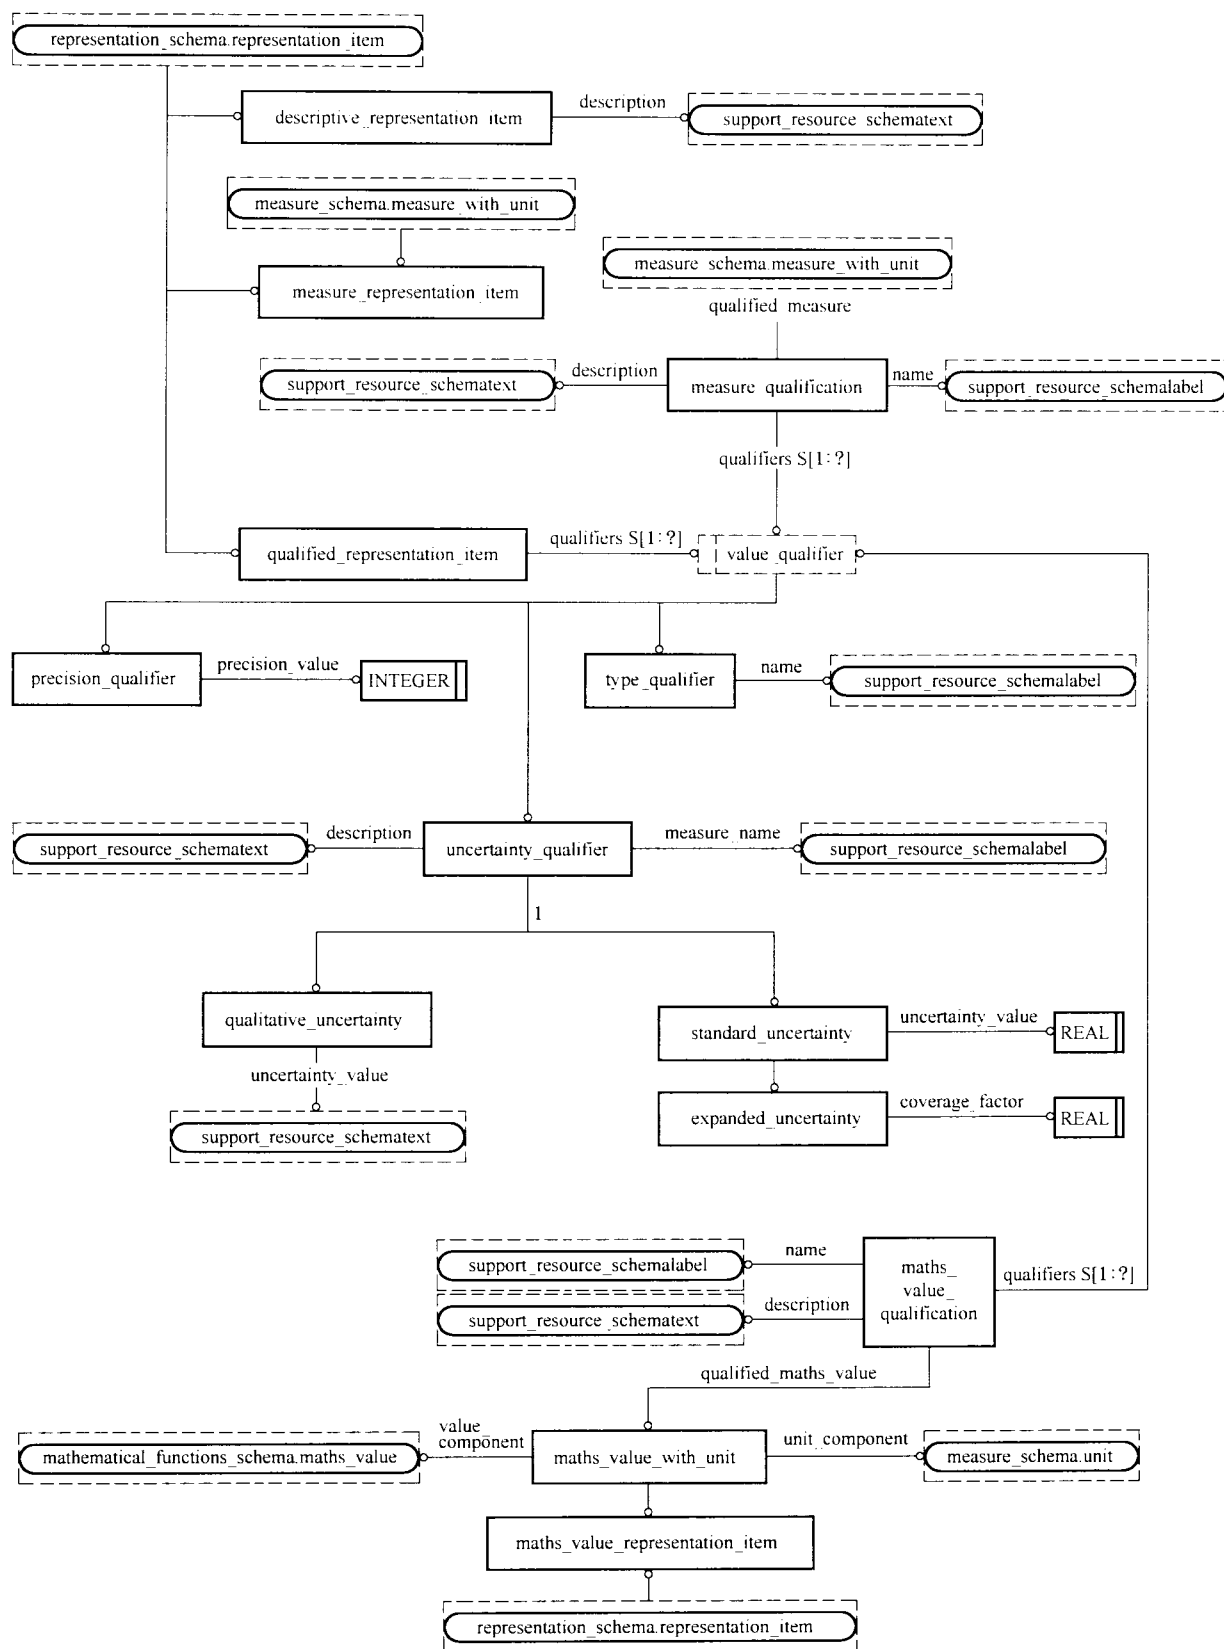 representation_schema.representation_item
descriptive_representation_item
description
support_resource_schematext
measure_schema.measure_with_unit
measure_representation_item
measure_schema.measure_with_unit
qualified_measure
support_resource_schematext
description
measure_qualification
name
support_resource_schemalabel
qualifiers S[1:?]
qualified_representation_item
qualifiers S[1:?]
value_qualifier
precision_qualifier
precision_value
INTEGER
type_qualifier
name
support_resource_schemalabel
support_resource_schematext
description
uncertainty_qualifier
measure_name
support_resource_schemalabel
1
qualitative_uncertainty
uncertainty_value
support_resource_schematext
standard_uncertainty
uncertainty_value
REAL
expanded_uncertainty
coverage_factor
REAL
support_resource_schemalabel
name
support_resource_schematext
description
maths_
value_
qualification
qualifiers S[1:?]
qualified_maths_value
mathematical_functions_schema.maths_value
value_
component
maths_value_with_unit
unit_component
measure_schema.unit
maths_value_representation_item
representation_schema.representation_item